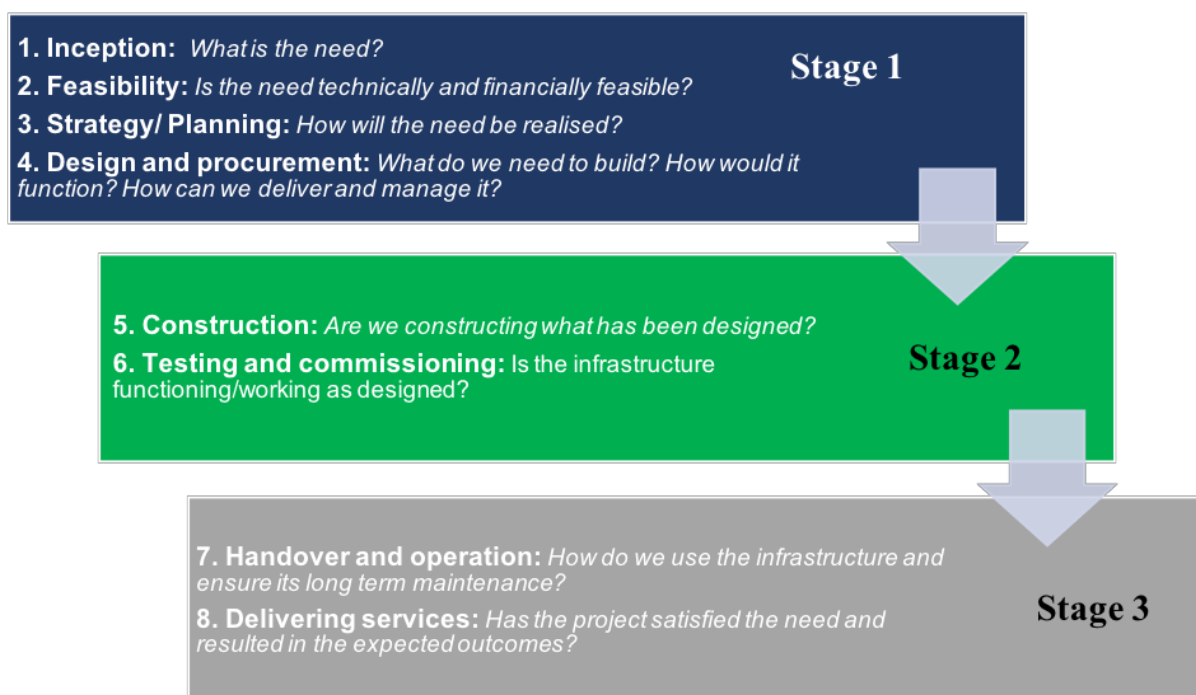 1. Inception: What is the need?
Stage 1
2. Feasibility: Is the need technically and financially feasible?
3. Strategy/ Planning: How will the need be realised?
4. Design and procurement: What do we need to build? How would it
function? How can we deliver and manage it?
5. Construction: Are we constructing what has been designed?
6. Testing and commissioning: Is the infrastructure
functioning/working as designed?
Stage 2
7. Handover and operation: How do we use the infrastructure and
ensure its long term maintenance?
8. Delivering services: Has the project satisfied the need and
resulted in the expected outcomes?
Stage 3